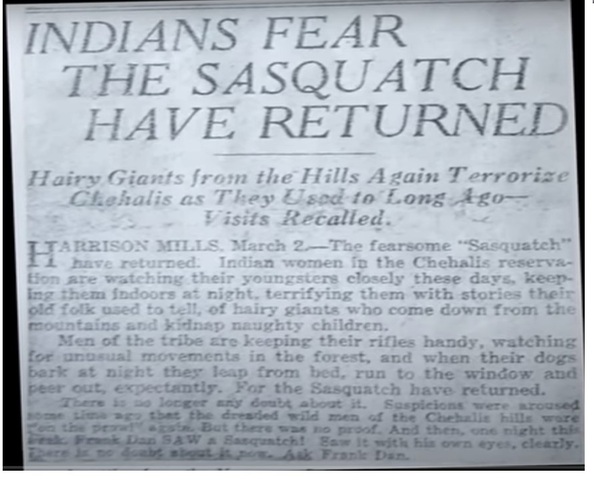 INDIANS FEAR
THE SASQUATCH
HAVE RETURNED
Hairy Giants from the Hills Again Terrorize
Chehalis as They Used to Long Ago—
Visits Recalled.
HARRISON MILLS, March 2.—The fearsome "Sasquatch"
have returned. Indian women in the Chehalis reserva-
tion are watching their youngsters closely these days, keep-
ing them indoors at night, terrifying them with stories their
old folk used to tell, of hairy giants who come down from the
mountains and kidnap naughty children.
Men of the tribe are keeping their rifles handy, watching
for unusual movements in the forest, and when their dogs
bark at night they leap from bed, run to the window and
peer out, expectantly. For the Sasquatch have returned.
There is no longer any doubt about it. Suspicions were aroused
some time ago that the dreaded wild men of the Chehalis hills were
"on the prowl" again. But there was no proof. And then, one night this
week, Frank Dan SAW a Sasquatch! Saw it with his own eyes, clearly.
There is no doubt about it now. Ask Frank Dan.